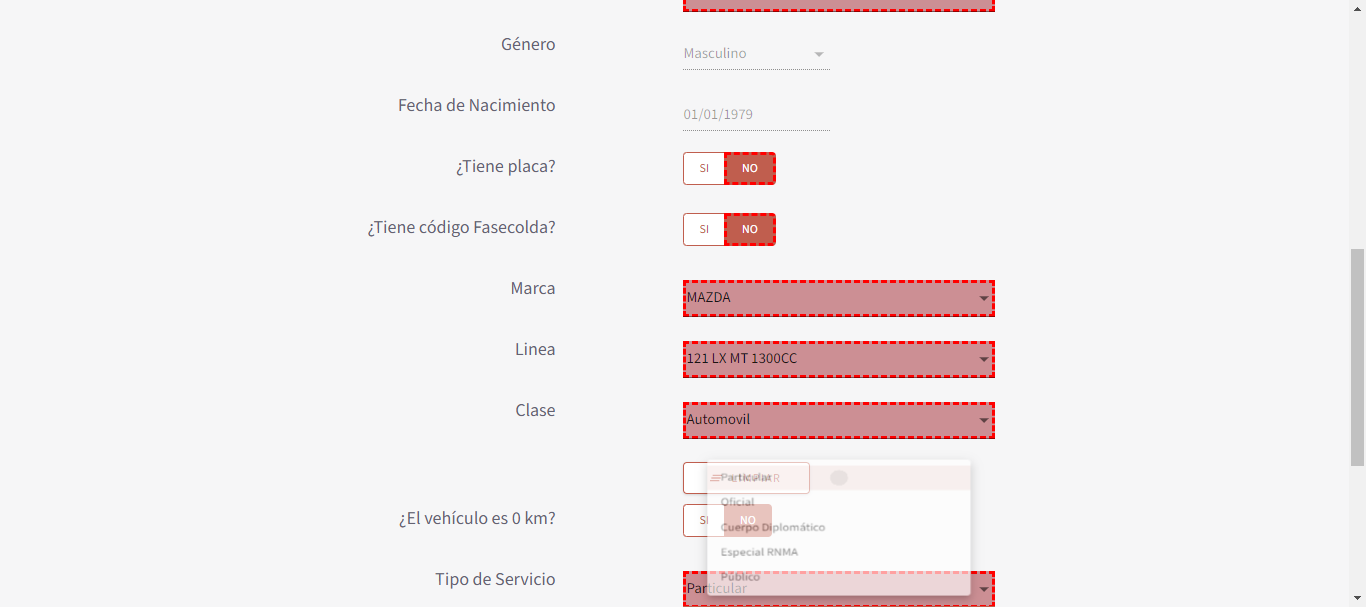 Género
Masculino
Fecha de Nacimiento
01/01/1979
¿Tiene placa?
SI NO
¿Tiene código Fasecolda?
SI NO
Marca
MAZDA
Linea
121 LX MT 1300CC
Clase
Automovil
Particular
Oficial
¿El vehículo es 0 km?
SI NO
Cuerpo Diplomático
Especial RNMA
Público
Tipo de Servicio
Particular